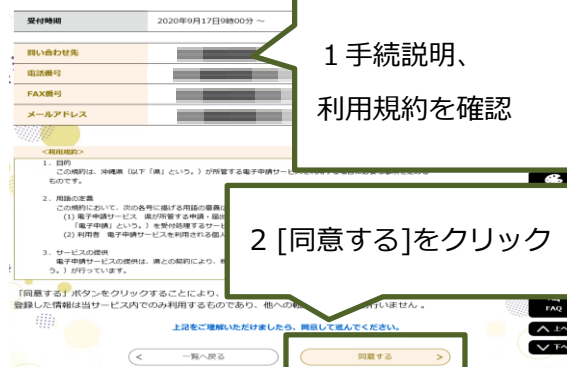 受付時期 2020年9月17日9時00分 ～
問い合わせ先
電話番号
FAX番号
メールアドレス
1 手続説明、
利用規約を確認
<利用規約>
1．目的
この規約は、沖縄県（以下「県」という。）が所管する電子申請サー
ものです。
2．用語の定義
この規約において、次の各号に掲げる用語の意義は
(1) 電子申請サービス 県が所管する申請・届出
「電子申請」という。）を受付処理するサー
(2) 利用者 電子申請サービスを利用される個人
3．サービスの提供
電子申請サービスの提供は、県との契約により、
う。）が行っています。
2 [同意する]をクリック
「同意する」ボタンをクリックすることにより、
登録した情報は当サービス内でのみ利用するものであり、他への
行いません 。
上記をご理解いただけましたら、同意して進んでください。
< 一覧へ戻る
同意する >
FAQ
上へ
下へ